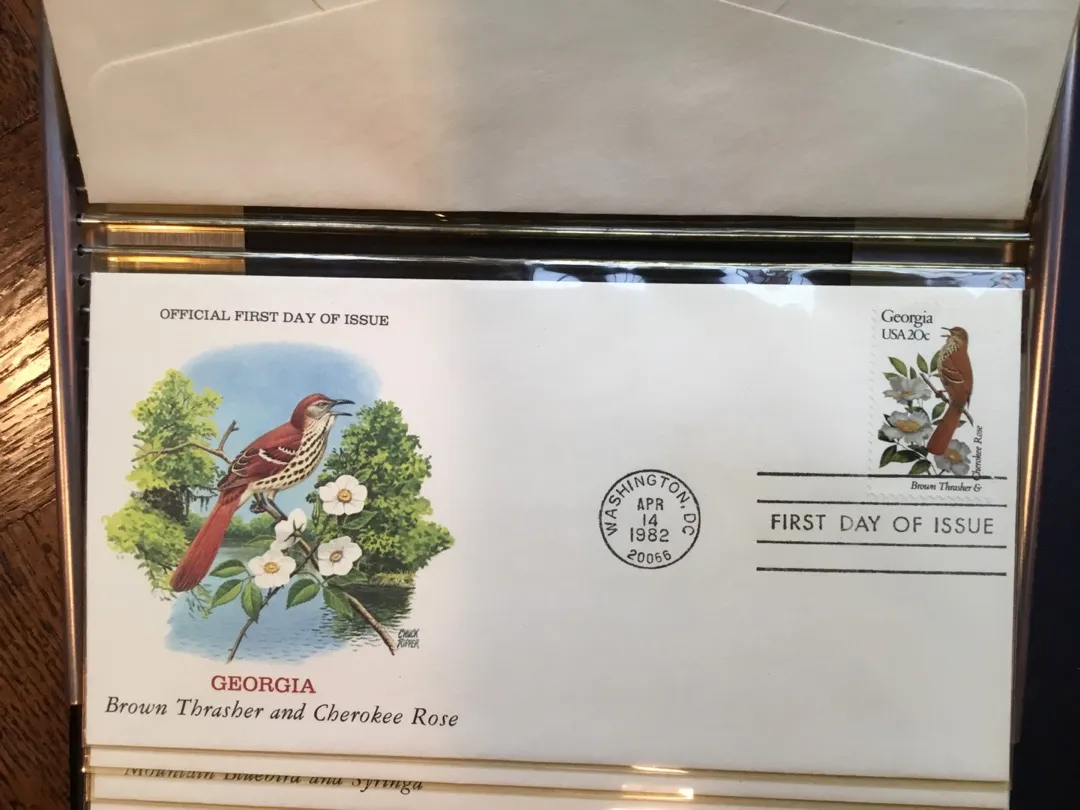 OFFICIAL FIRST DAY OF ISSUE
Georgia
USA 20c
Cherokee Rose
Brown Thrasher &
WASHINGTON, DC
APR
14
1982
20066
FIRST DAY OF ISSUE
CHUCK
RIPPER
GEORGIA
Brown Thrasher and Cherokee Rose
Mountain Bluebird and Syringa